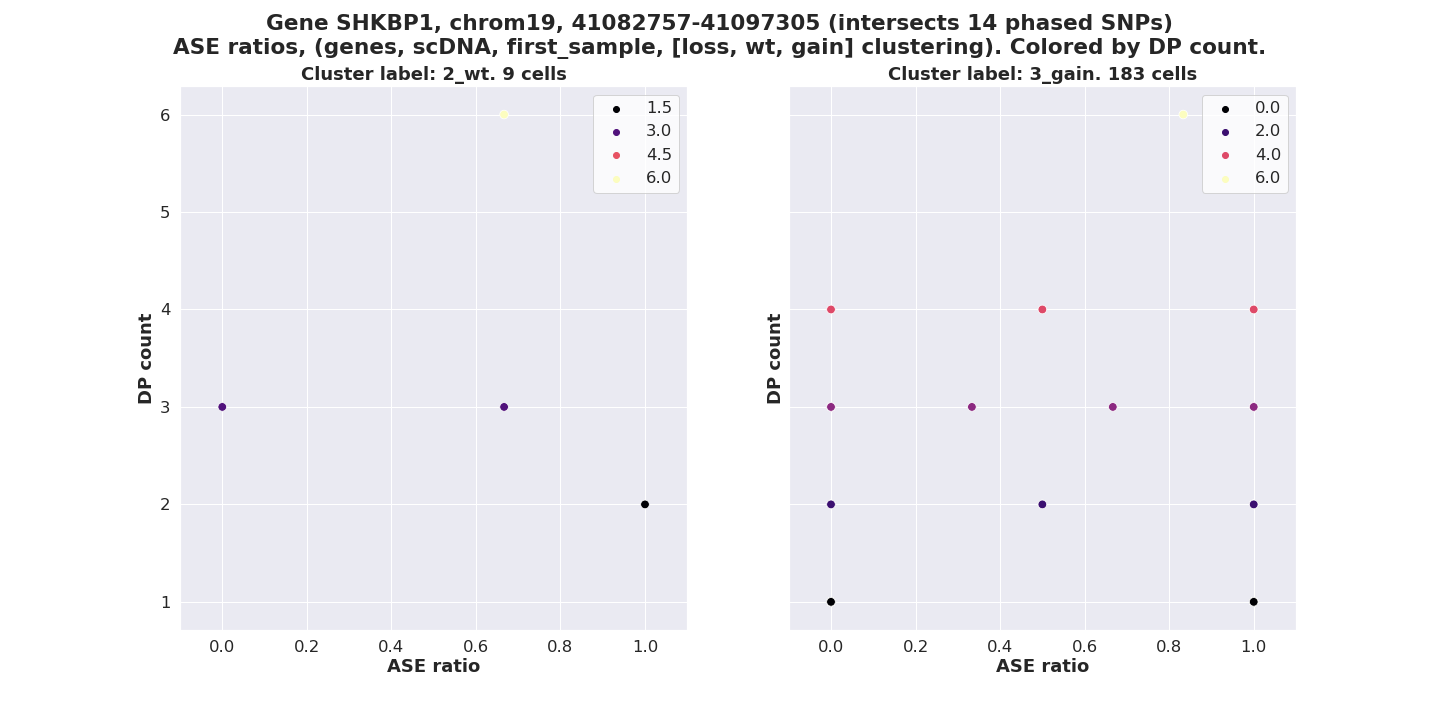 Gene SHKBP1, chrom19, 41082757-41097305 (intersects 14 phased SNPs)
ASE ratios, (genes, scDNA, first_sample, [loss, wt, gain] clustering). Colored by DP count.
Cluster label: 2_wt. 9 cells
1.5
3.0
4.5
6.0
6
5
4
3
2
1
DP count
0.0 0.2 0.4 0.6 0.8 1.0
ASE ratio
Cluster label: 3_gain. 183 cells
0.0
2.0
4.0
6.0
DP count
0.0 0.2 0.4 0.6 0.8 1.0
ASE ratio